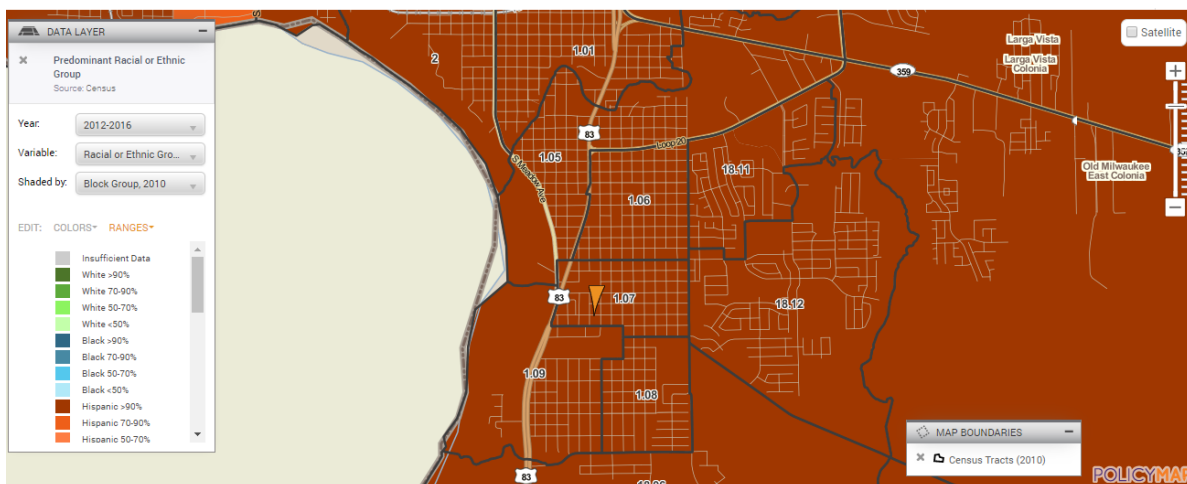 DATA LAYER
Predominant Racial or Ethnic
Group
Source: Census
Year:
2012-2016
Variable:
Racial or Ethnic Gro...
Shaded by:
Block Group, 2010
EDIT: COLORS RANGES
Insufficient Data
White >90%
White 70-90%
White 50-70%
White <50%
Black >90%
Black 70-90%
Black 50-70%
Black <50%
Hispanic >90%
Hispanic 70-90%
Hispanic 50-70%
2
1.01
83
359
Larga Vista
Larga Vista
Colonia
Satellite
Old Milwaukee
East Colonia
Loop 20
1.05
S Meadow Ave
18.11
1.06
83
1.07
18.12
1.09
1.08
83
MAP BOUNDARIES
Census Tracts (2010)
POLICYMAP